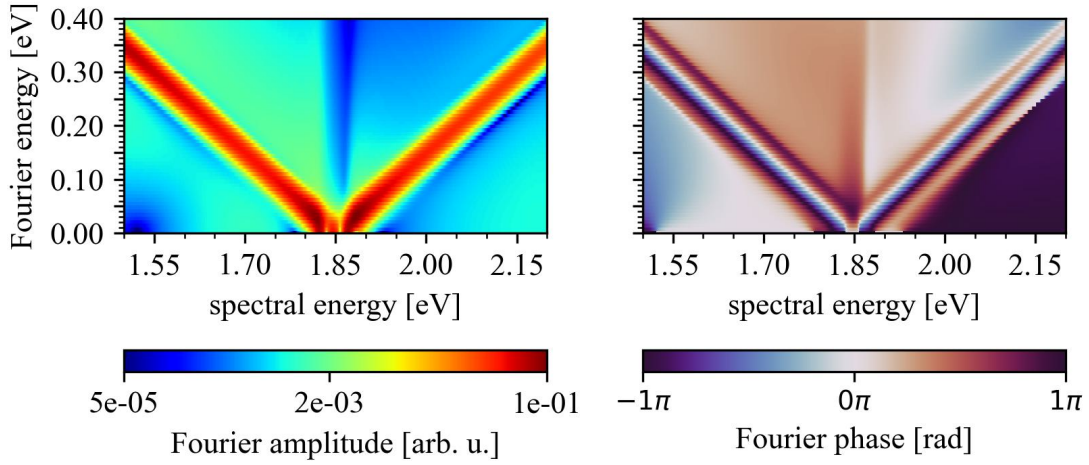 0.40
0.30
0.20
0.10
0.00
Fourier energy [eV]
1.55 1.70 1.85 2.00 2.15
spectral energy [eV]
1.55 1.70 1.85 2.00 2.15
spectral energy [eV]
5e-05 2e-03 1e-01
Fourier amplitude [arb. u.]
−1π 0π 1π
Fourier phase [rad]